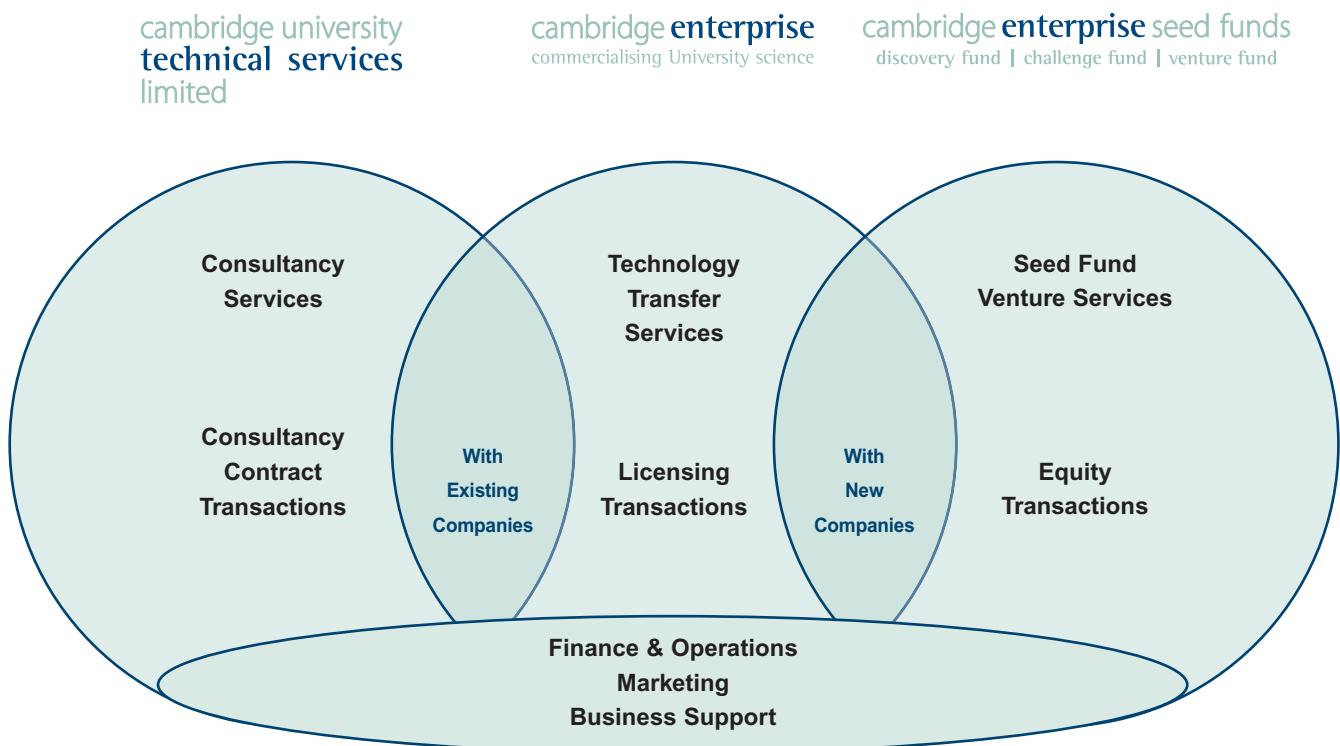 cambridge university
technical services
limited
cambridge enterprise
commercialising University science
cambridge enterprise seed funds
discovery fund | challenge fund | venture fund
Consultancy
Services
Technology
Transfer
Services
Seed Fund
Venture Services
Consultancy
Contract
Transactions
With
Existing
Companies
Licensing
Transactions
With
New
Companies
Equity
Transactions
Finance & Operations
Marketing
Business Support